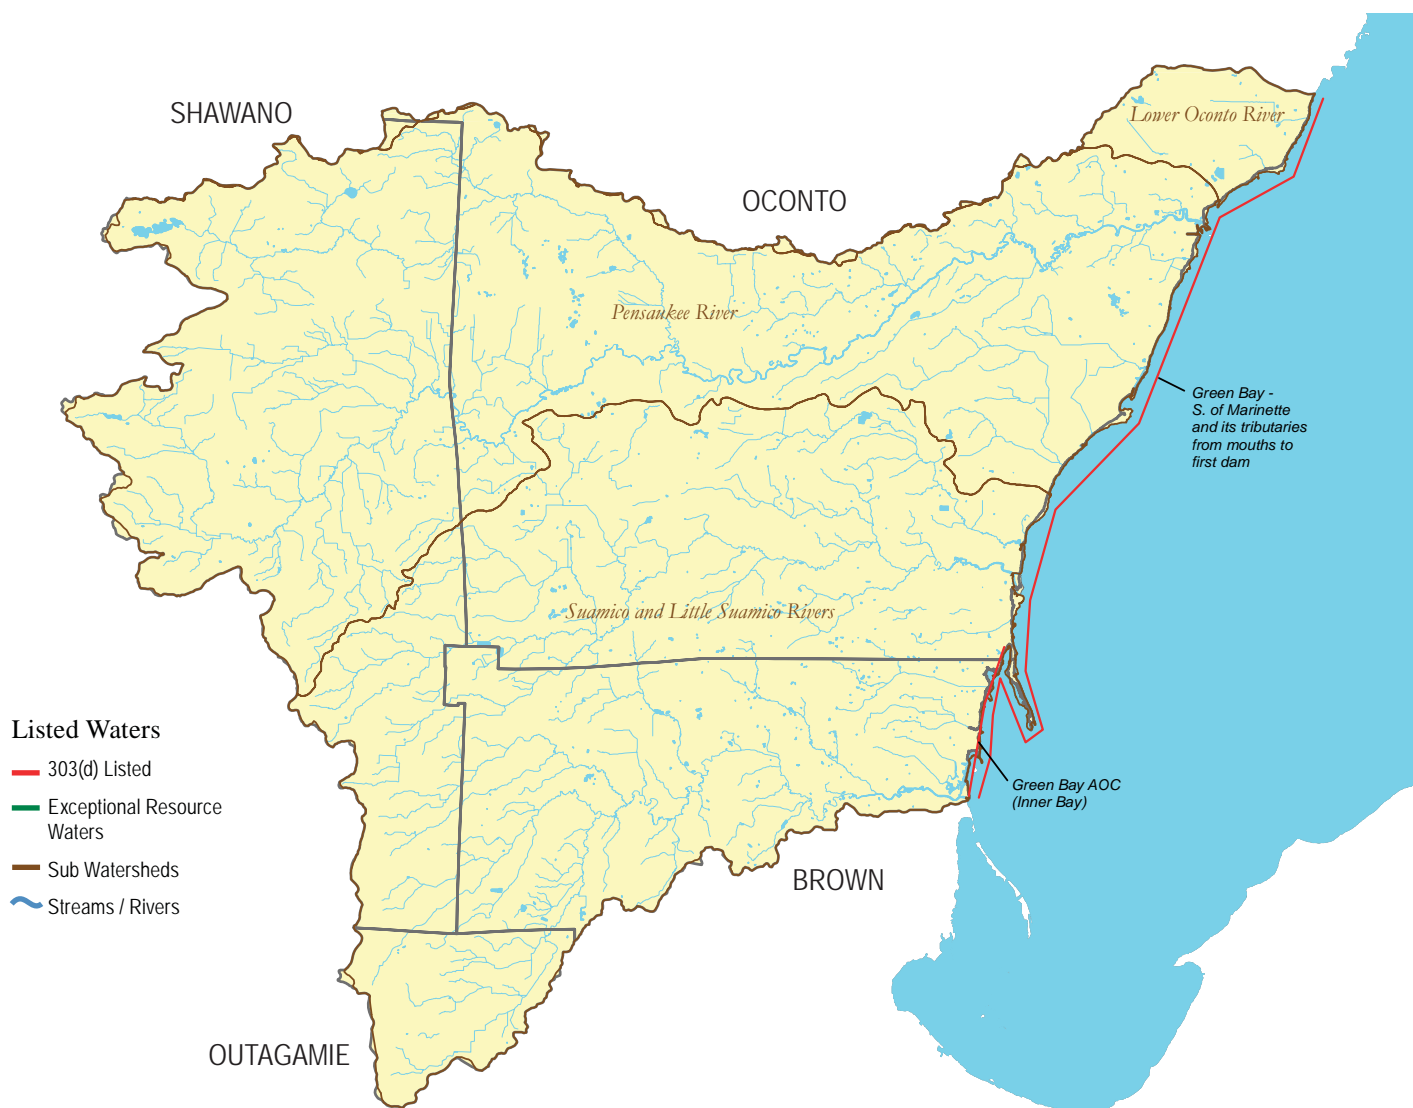 SHAWANO
Lower Oconto River
OCONTO
Pensaukee River
Green Bay -
S. of Marinette
and its tributaries
from mouths to
first dam
Suamico and Little Suamico Rivers
Listed Waters
303(d) Listed
Exceptional Resource
Waters
Sub Watersheds
Streams / Rivers
Green Bay AOC
(Inner Bay)
BROWN
OUTAGAMIE